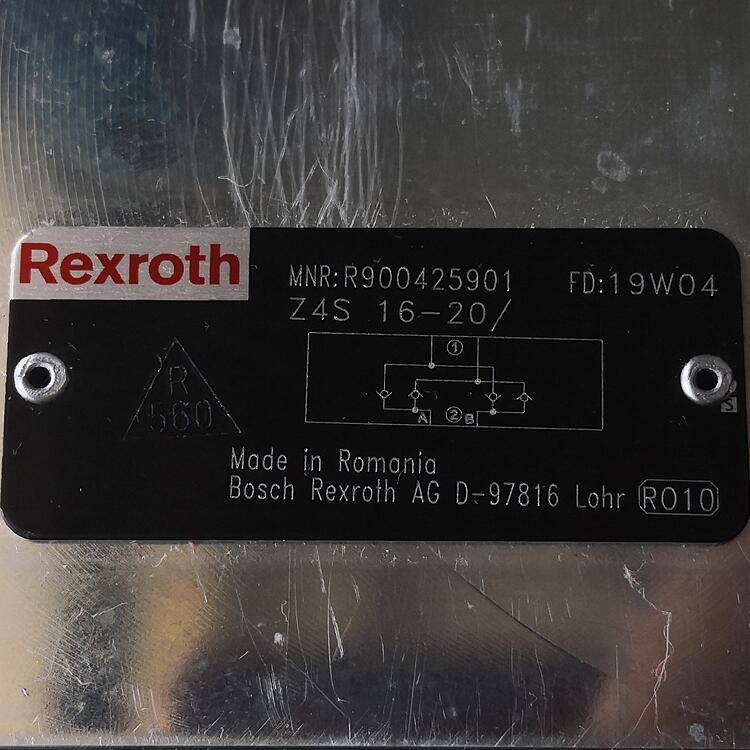 Rexroth
MNR:R900425901 FD:19W04
Z4S 16-20/
①
R
560
A ② B
S
Made in Romania
Bosch Rexroth AG D-97816 Lohr R010